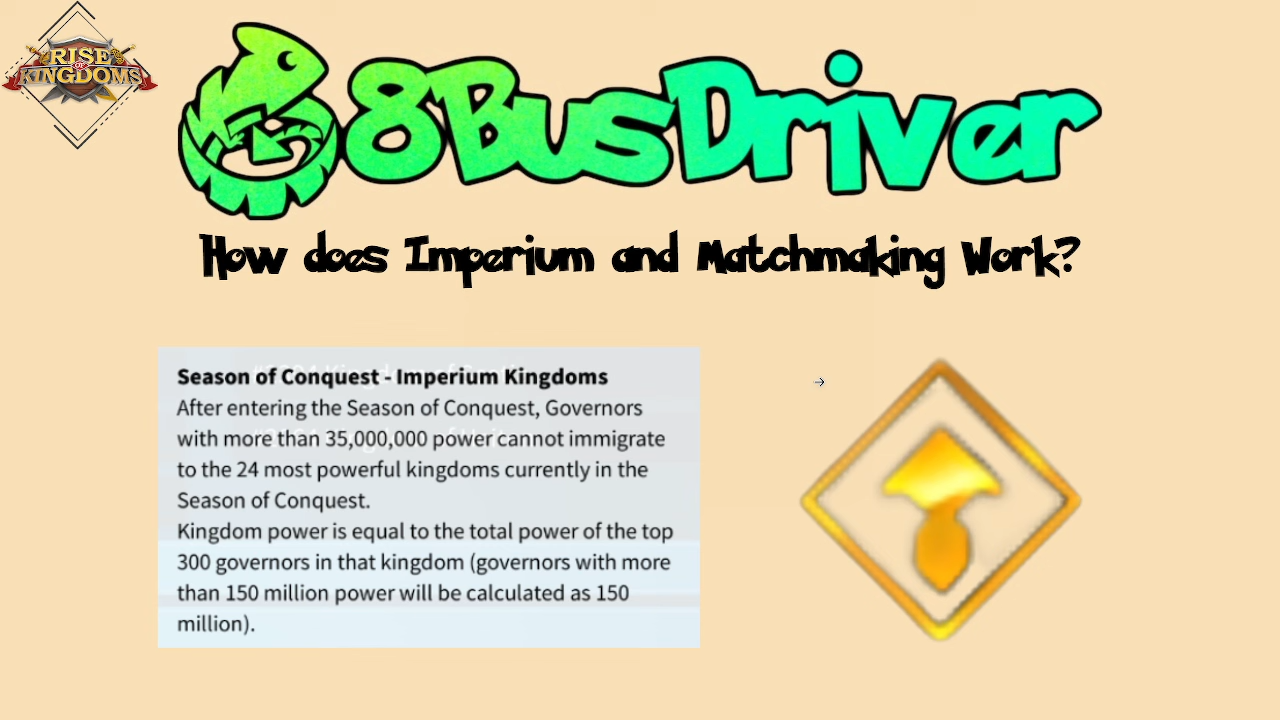 RISE
OF
KINGDOMS
8BusDriver
How does Imperium and Matchmaking Work?
Season of Conquest - Imperium Kingdoms
After entering the Season of Conquest, Governors
with more than 35,000,000 power cannot immigrate
to the 24 most powerful kingdoms currently in the
Season of Conquest.
Kingdom power is equal to the total power of the top
300 governors in that kingdom (governors with more
than 150 million power will be calculated as 150
million).